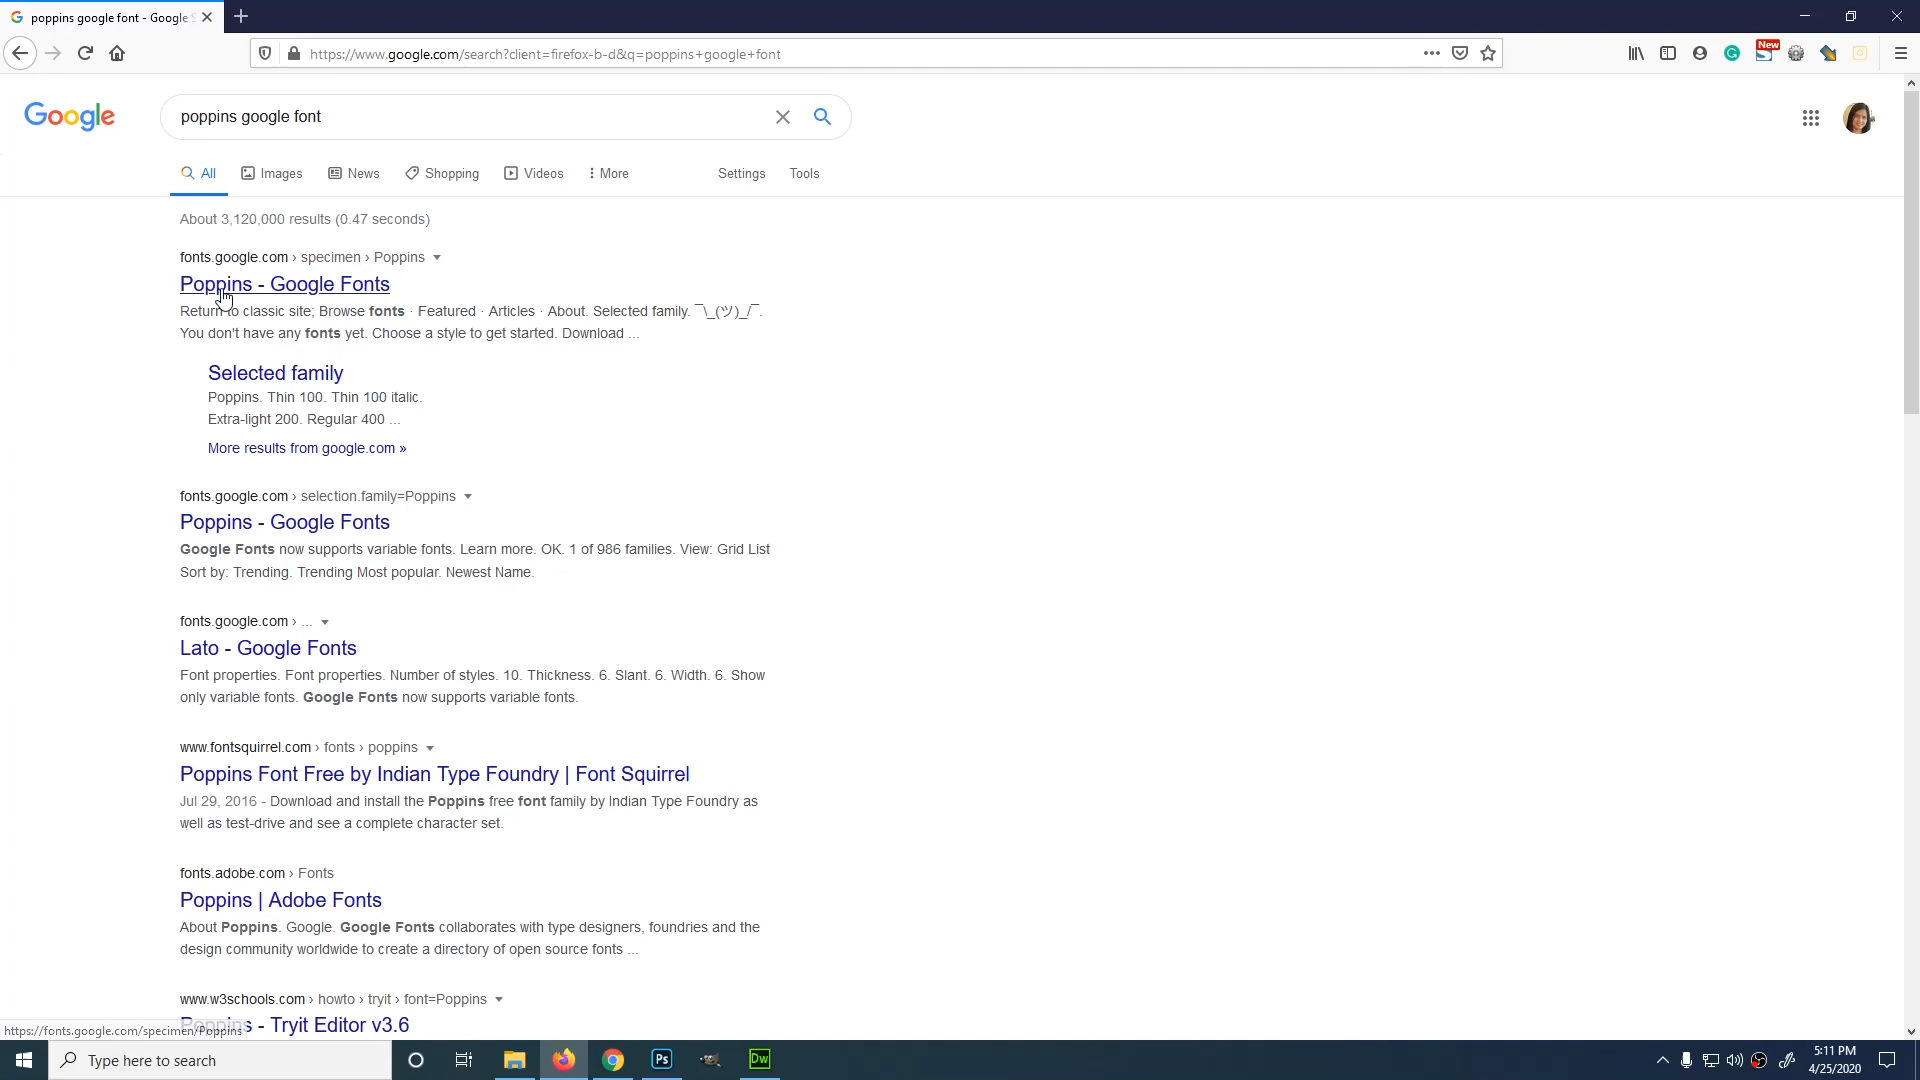 poppins google font - Google S
https://www.google.com/search?client=firefox-b-d&q=poppins+google+font
New
Google
poppins google font
All
Images
News
Shopping
Videos
More
Settings
Tools
About 3,120,000 results (0.47 seconds)
fonts.google.com › specimen › Poppins
Poppins - Google Fonts
Return to classic site; Browse fonts · Featured · Articles · About. Selected family. ¯\_(ツ)_/¯.
You don't have any fonts yet. Choose a style to get started. Download ...
Selected family
Poppins. Thin 100. Thin 100 italic.
Extra-light 200. Regular 400 ...
More results from google.com »
fonts.google.com › selection.family=Poppins
Poppins - Google Fonts
Google Fonts now supports variable fonts. Learn more. OK. 1 of 986 families. View: Grid List
Sort by: Trending. Trending Most popular. Newest Name.
fonts.google.com › ...
Lato - Google Fonts
Font properties. Font properties. Number of styles. 10. Thickness. 6. Slant. 6. Width. 6. Show
only variable fonts. Google Fonts now supports variable fonts.
www.fontsquirrel.com › fonts › poppins
Poppins Font Free by Indian Type Foundry | Font Squirrel
Jul 29, 2016 - Download and install the Poppins free font family by Indian Type Foundry as
well as test-drive and see a complete character set.
fonts.adobe.com › Fonts
Poppins | Adobe Fonts
About Poppins. Google. Google Fonts collaborates with type designers, foundries and the
design community worldwide to create a directory of open source fonts ...
www.w3schools.com › howto › tryit › font=Poppins
Poppins - Tryit Editor v3.6
https://fonts.google.com/specimen/Poppins
Type here to search
Ps
Dw
5:11 PM
4/25/2020